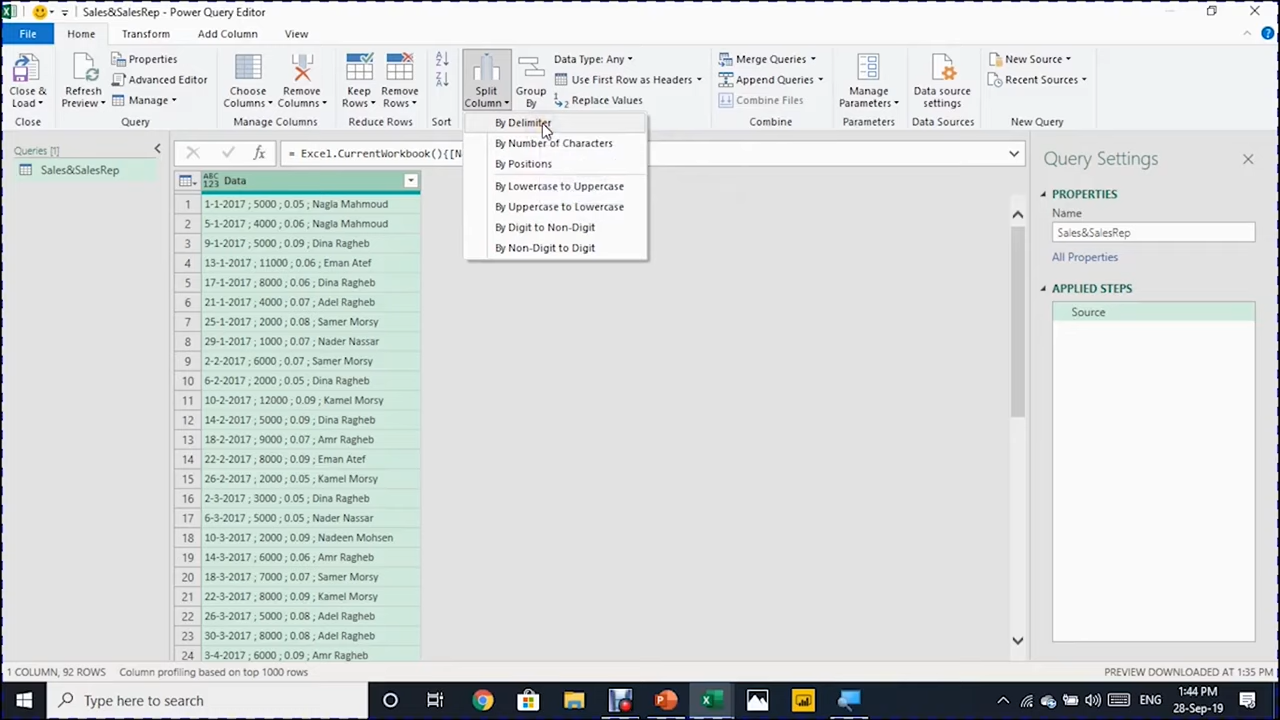 Sales&SalesRep - Power Query Editor
File
Home
Transform
Add Column
View
Close & Load
Refresh Preview
Properties
Advanced Editor
Manage
Choose Columns
Remove Columns
Keep Rows
Remove Rows
Split Column
Group By
Data Type: Any
Use First Row as Headers
Replace Values
Merge Queries
Append Queries
Combine Files
Manage Parameters
Data source settings
New Source
Recent Sources
Close
Query
Manage Columns
Reduce Rows
Sort
Combine
Parameters
Data Sources
New Query
By Delimiter
By Number of Characters
By Positions
By Lowercase to Uppercase
By Uppercase to Lowercase
By Digit to Non-Digit
By Non-Digit to Digit
Queries [1]
Sales&SalesRep
fx
= Excel.CurrentWorkbook(){[N
ABC 123 Data
1 1-1-2017 ; 5000 ; 0.05 ; Nagla Mahmoud
2 5-1-2017 ; 4000 ; 0.06 ; Nagla Mahmoud
3 9-1-2017 ; 5000 ; 0.09 ; Dina Ragheb
4 13-1-2017 ; 11000 ; 0.06 ; Eman Atef
5 17-1-2017 ; 8000 ; 0.06 ; Dina Ragheb
6 21-1-2017 ; 4000 ; 0.07 ; Adel Ragheb
7 25-1-2017 ; 2000 ; 0.08 ; Samer Morsy
8 29-1-2017 ; 1000 ; 0.07 ; Nader Nassar
9 2-2-2017 ; 6000 ; 0.07 ; Samer Morsy
10 6-2-2017 ; 2000 ; 0.05 ; Dina Ragheb
11 10-2-2017 ; 12000 ; 0.09 ; Kamel Morsy
12 14-2-2017 ; 5000 ; 0.09 ; Dina Ragheb
13 18-2-2017 ; 9000 ; 0.07 ; Amr Ragheb
14 22-2-2017 ; 8000 ; 0.09 ; Eman Atef
15 26-2-2017 ; 2000 ; 0.05 ; Kamel Morsy
16 2-3-2017 ; 3000 ; 0.05 ; Dina Ragheb
17 6-3-2017 ; 5000 ; 0.05 ; Nader Nassar
18 10-3-2017 ; 2000 ; 0.09 ; Nadeen Mohsen
19 14-3-2017 ; 6000 ; 0.06 ; Amr Ragheb
20 18-3-2017 ; 7000 ; 0.07 ; Samer Morsy
21 22-3-2017 ; 8000 ; 0.09 ; Kamel Morsy
22 26-3-2017 ; 5000 ; 0.08 ; Adel Ragheb
23 30-3-2017 ; 8000 ; 0.08 ; Adel Ragheb
24 3-4-2017 ; 6000 ; 0.09 ; Amr Ragheb
Query Settings
PROPERTIES
Name
Sales&SalesRep
All Properties
APPLIED STEPS
Source
1 COLUMN, 92 ROWS
Column profiling based on top 1000 rows
PREVIEW DOWNLOADED AT 1:35 PM
Type here to search
ENG
1:44 PM
28-Sep-19